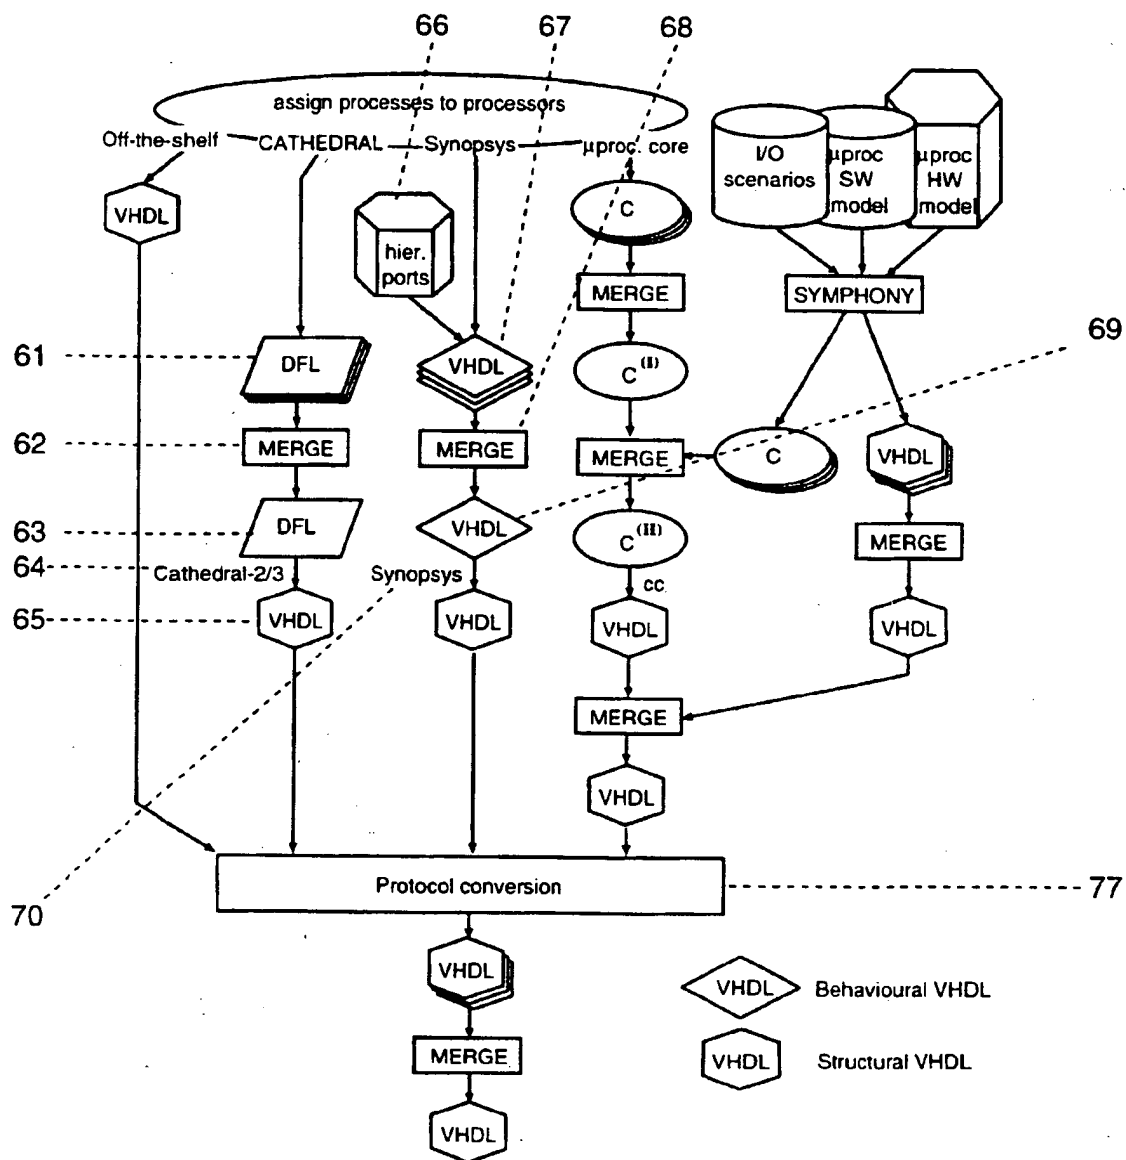 66
67
68
assign processes to processors
Off-the-shelf
CATHEDRAL
Synopsys
μproc. core
I/O
scenarios
μproc
SW
model
μproc
HW
model
VHDL
C
hier.
ports
MERGE
SYMPHONY
69
61
DFL
VHDL
C (I)
62
MERGE
MERGE
MERGE
C
VHDL
63
DFL
VHDL
C (II)
MERGE
64
Cathedral-2/3
Synopsys
cc
65
VHDL
VHDL
VHDL
VHDL
MERGE
VHDL
Protocol conversion
77
70
VHDL
VHDL
Behavioural VHDL
MERGE
VHDL
Structural VHDL
VHDL